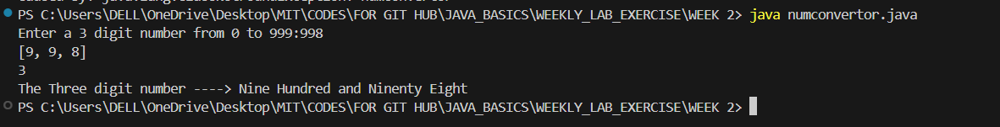 PS C:\Users\DELL\OneDrive\Desktop\MIT\CODES\FOR GIT HUB\JAVA_BASICS\WEEKLY_LAB_EXERCISE\WEEK 2> java numconvertor.java
Enter a 3 digit number from 0 to 999:998
[9, 9, 8]
3
The Three digit number ----> Nine Hundred and Ninenty Eight
PS C:\Users\DELL\OneDrive\Desktop\MIT\CODES\FOR GIT HUB\JAVA_BASICS\WEEKLY_LAB_EXERCISE\WEEK 2>